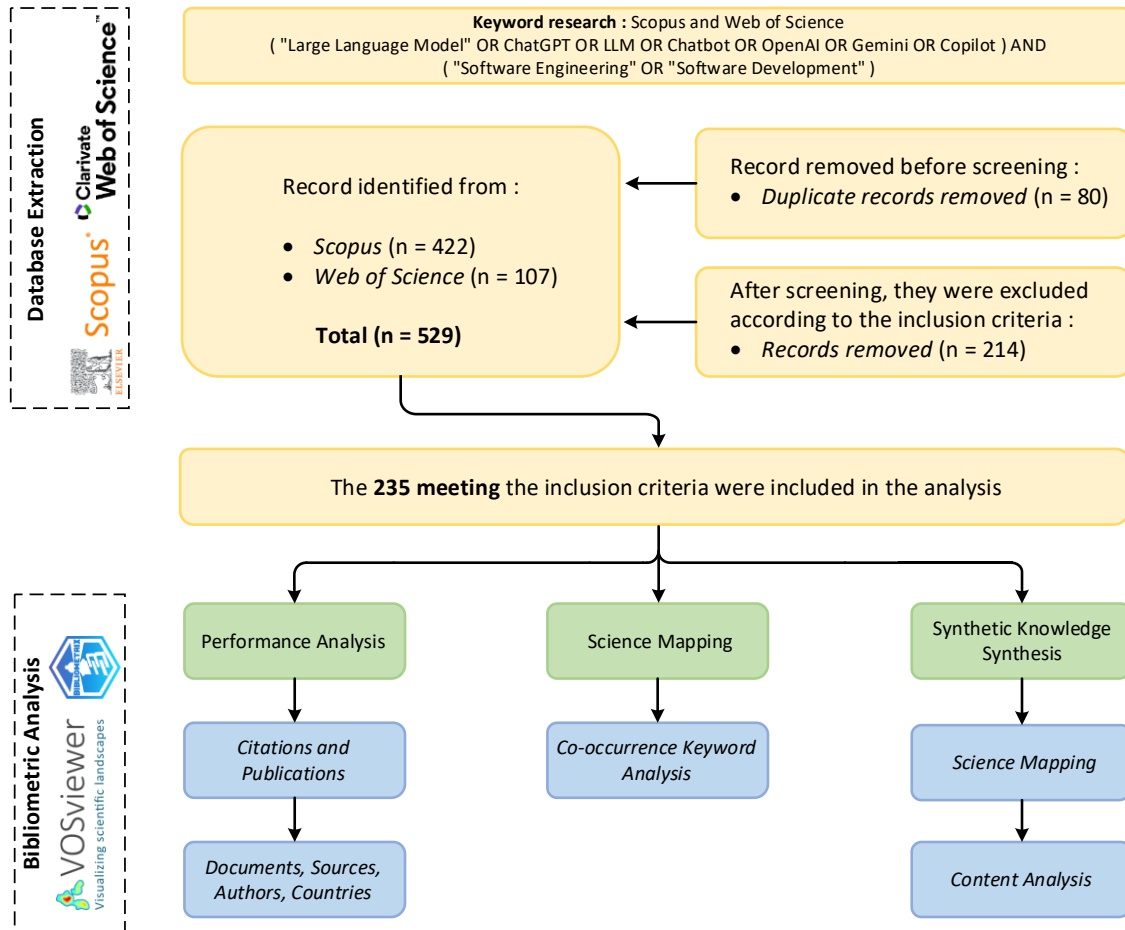 Keyword research : Scopus and Web of Science
( "Large Language Model" OR ChatGPT OR LLM OR Chatbot OR OpenAI OR Gemini OR Copilot ) AND
( "Software Engineering" OR "Software Development" )
Database Extraction
Clarivate
Web of Science™
Scopus®
ELSEVIER
Record identified from :
• Scopus (n = 422)
• Web of Science (n = 107)
Total (n = 529)
Record removed before screening :
• Duplicate records removed (n = 80)
After screening, they were excluded
according to the inclusion criteria :
• Records removed (n = 214)
The 235 meeting the inclusion criteria were included in the analysis
Bibliometric Analysis
BIBLIOMETRIX
VOSviewer
Visualizing scientific landscapes
Performance Analysis
Citations and
Publications
Documents, Sources,
Authors, Countries
Science Mapping
Co-occurrence Keyword
Analysis
Synthetic Knowledge
Synthesis
Science Mapping
Content Analysis